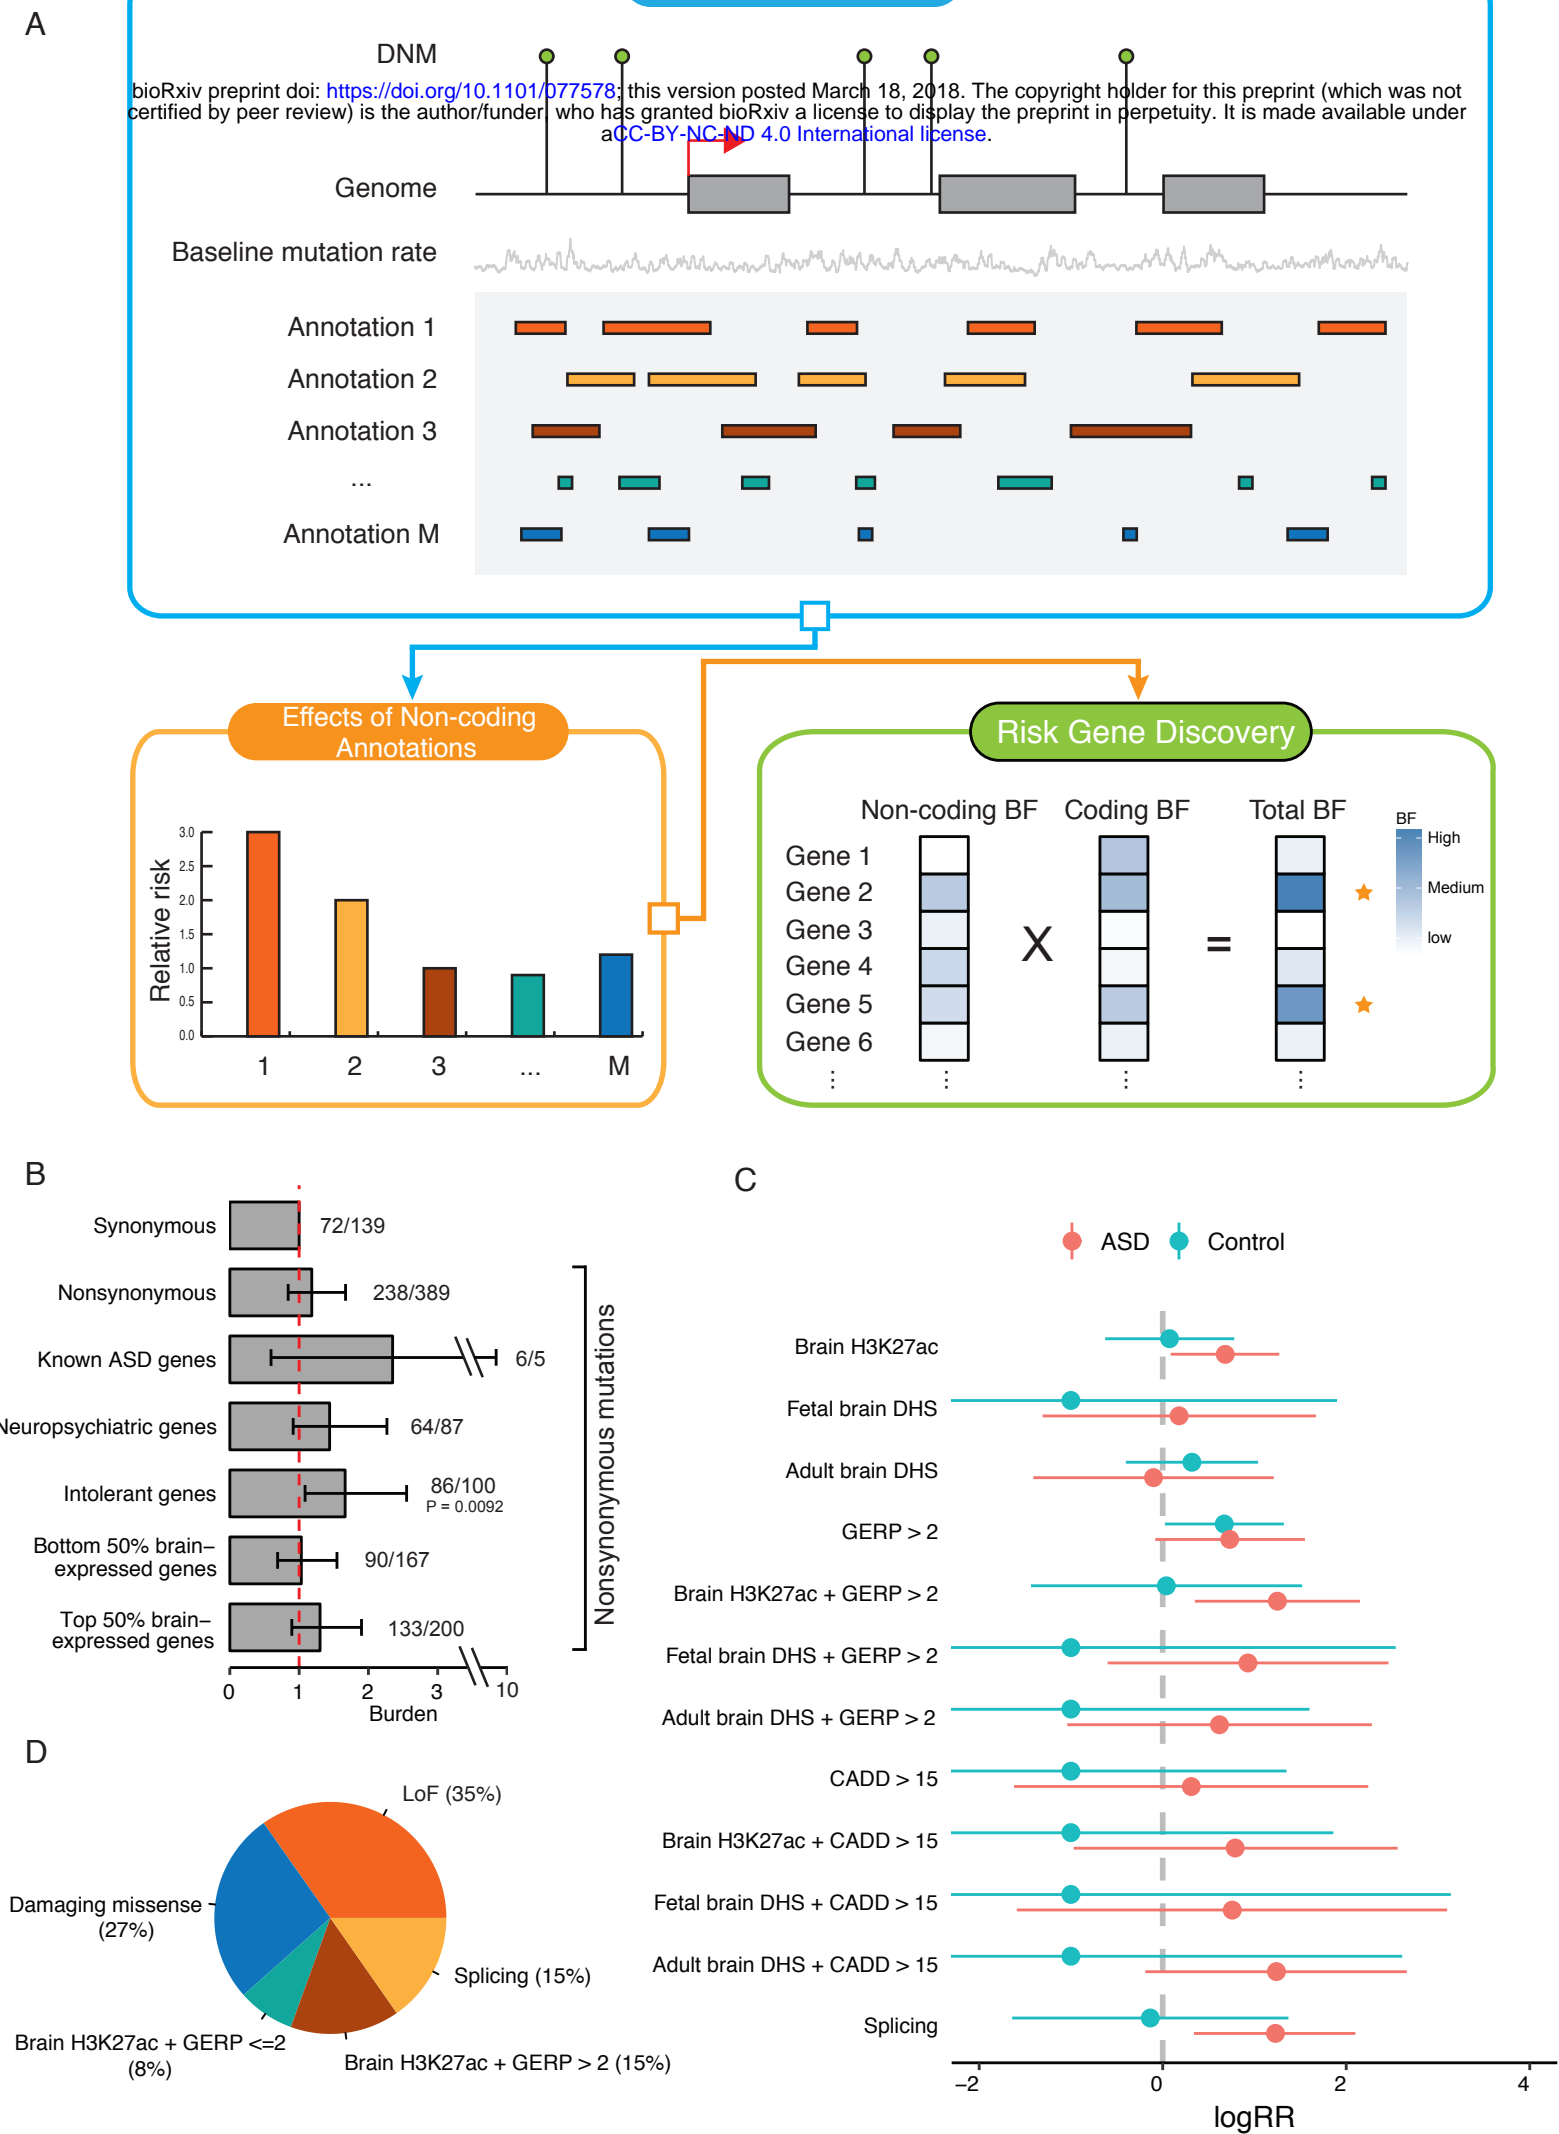 A
DNM
bioRxiv preprint doi: https://doi.org/10.1101/077578; this version posted March 18, 2018. The copyright holder for this preprint (which was not
certified by peer review) is the author/funder, who has granted bioRxiv a license to display the preprint in perpetuity. It is made available under
aCC-BY-NC-ND 4.0 International license.
Genome
Baseline mutation rate
Annotation 1
Annotation 2
Annotation 3
...
Annotation M
Effects of Non-coding
Annotations
Relative risk
3.0
2.5
2.0
1.5
1.0
0.5
0.0
1 2 3 ... M
Risk Gene Discovery
Non-coding BF Coding BF Total BF
Gene 1
Gene 2
Gene 3
Gene 4
Gene 5
Gene 6
⋮ ⋮ ⋮ ⋮
X =
BF
High
Medium
low
B
Synonymous 72/139
Nonsynonymous 238/389
Known ASD genes 6/5
Neuropsychiatric genes 64/87
Intolerant genes 86/100
P = 0.0092
Bottom 50% brain−
expressed genes 90/167
Top 50% brain−
expressed genes 133/200
0 1 2 3 10
Burden
Nonsynonymous mutations
C
ASD Control
Brain H3K27ac
Fetal brain DHS
Adult brain DHS
GERP > 2
Brain H3K27ac + GERP > 2
Fetal brain DHS + GERP > 2
Adult brain DHS + GERP > 2
CADD > 15
Brain H3K27ac + CADD > 15
Fetal brain DHS + CADD > 15
Adult brain DHS + CADD > 15
Splicing
−2 0 2 4
logRR
D
LoF (35%)
Damaging missense
(27%)
Splicing (15%)
Brain H3K27ac + GERP <=2
(8%)
Brain H3K27ac + GERP > 2 (15%)